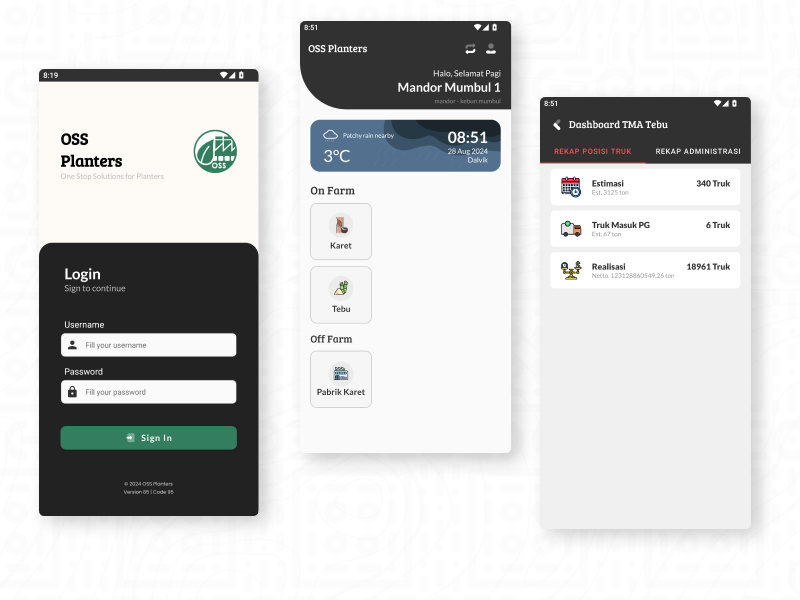 8:19
OSS
Planters
One Stop Solutions for Planters
OSS
Login
Sign to continue
Username
Fill your username
Password
Fill your password
Sign In
© 2024 OSS Planters
Version 85 | Code 95
8:51
OSS Planters
Halo, Selamat Pagi
Mandor Mumbul 1
mandor - kebun mumbul
Patchy rain nearby
3°C
08:51
28 Aug 2024
Dalvik
On Farm
Karet
Tebu
Off Farm
Pabrik Karet
8:51
Dashboard TMA Tebu
REKAP POSISI TRUK
REKAP ADMINISTRASI
Estimasi
340 Truk
Est. 3125 ton
Truk Masuk PG
6 Truk
Est. 67 ton
Realisasi
18961 Truk
Netto. 123128860549.26 ton